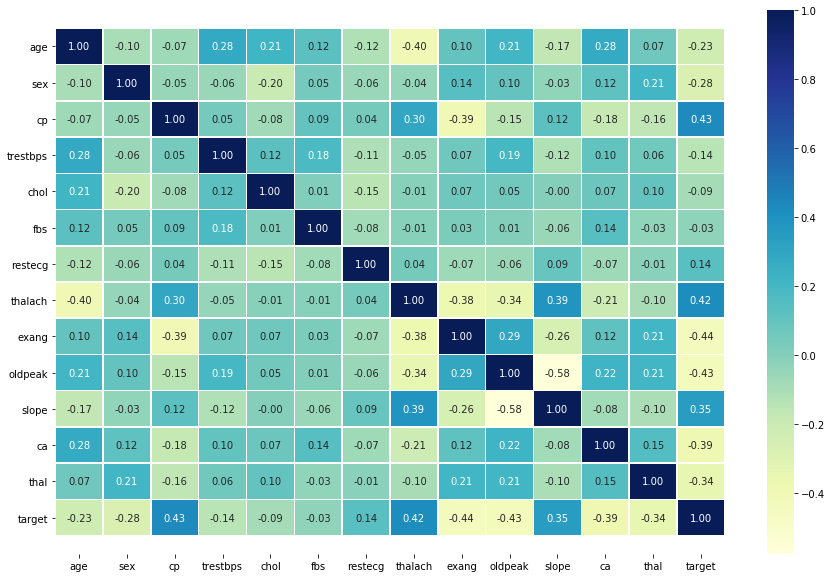 age 1.00 -0.10 -0.07 0.28 0.21 0.12 -0.12 -0.40 0.10 0.21 -0.17 0.28 0.07 -0.23
sex -0.10 1.00 -0.05 -0.06 -0.20 0.05 -0.06 -0.04 0.14 0.10 -0.03 0.12 0.21 -0.28
cp -0.07 -0.05 1.00 0.05 -0.08 0.09 0.04 0.30 -0.39 -0.15 0.12 -0.18 -0.16 0.43
trestbps 0.28 -0.06 0.05 1.00 0.12 0.18 -0.11 -0.05 0.07 0.19 -0.12 0.10 0.06 -0.14
chol 0.21 -0.20 -0.08 0.12 1.00 0.01 -0.15 -0.01 0.07 0.05 -0.00 0.07 0.10 -0.09
fbs 0.12 0.05 0.09 0.18 0.01 1.00 -0.08 -0.01 0.03 0.01 -0.06 0.14 -0.03 -0.03
restecg -0.12 -0.06 0.04 -0.11 -0.15 -0.08 1.00 0.04 -0.07 -0.06 0.09 -0.07 -0.01 0.14
thalach -0.40 -0.04 0.30 -0.05 -0.01 -0.01 0.04 1.00 -0.38 -0.34 0.39 -0.21 -0.10 0.42
exang 0.10 0.14 -0.39 0.07 0.07 0.03 -0.07 -0.38 1.00 0.29 -0.26 0.12 0.21 -0.44
oldpeak 0.21 0.10 -0.15 0.19 0.05 0.01 -0.06 -0.34 0.29 1.00 -0.58 0.22 0.21 -0.43
slope -0.17 -0.03 0.12 -0.12 -0.00 -0.06 0.09 0.39 -0.26 -0.58 1.00 -0.08 -0.10 0.35
ca 0.28 0.12 -0.18 0.10 0.07 0.14 -0.07 -0.21 0.12 0.22 -0.08 1.00 0.15 -0.39
thal 0.07 0.21 -0.16 0.06 0.10 -0.03 -0.01 -0.10 0.21 0.21 -0.10 0.15 1.00 -0.34
target -0.23 -0.28 0.43 -0.14 -0.09 -0.03 0.14 0.42 -0.44 -0.43 0.35 -0.39 -0.34 1.00
age sex cp trestbps chol fbs restecg thalach exang oldpeak slope ca thal target
1.0
0.8
0.6
0.4
0.2
0.0
−0.2
−0.4